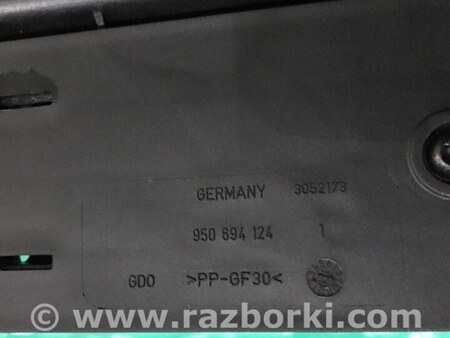 GERMANY 3052173
950 694 124 1
GDO >PP-GF30<
www.razborki.com